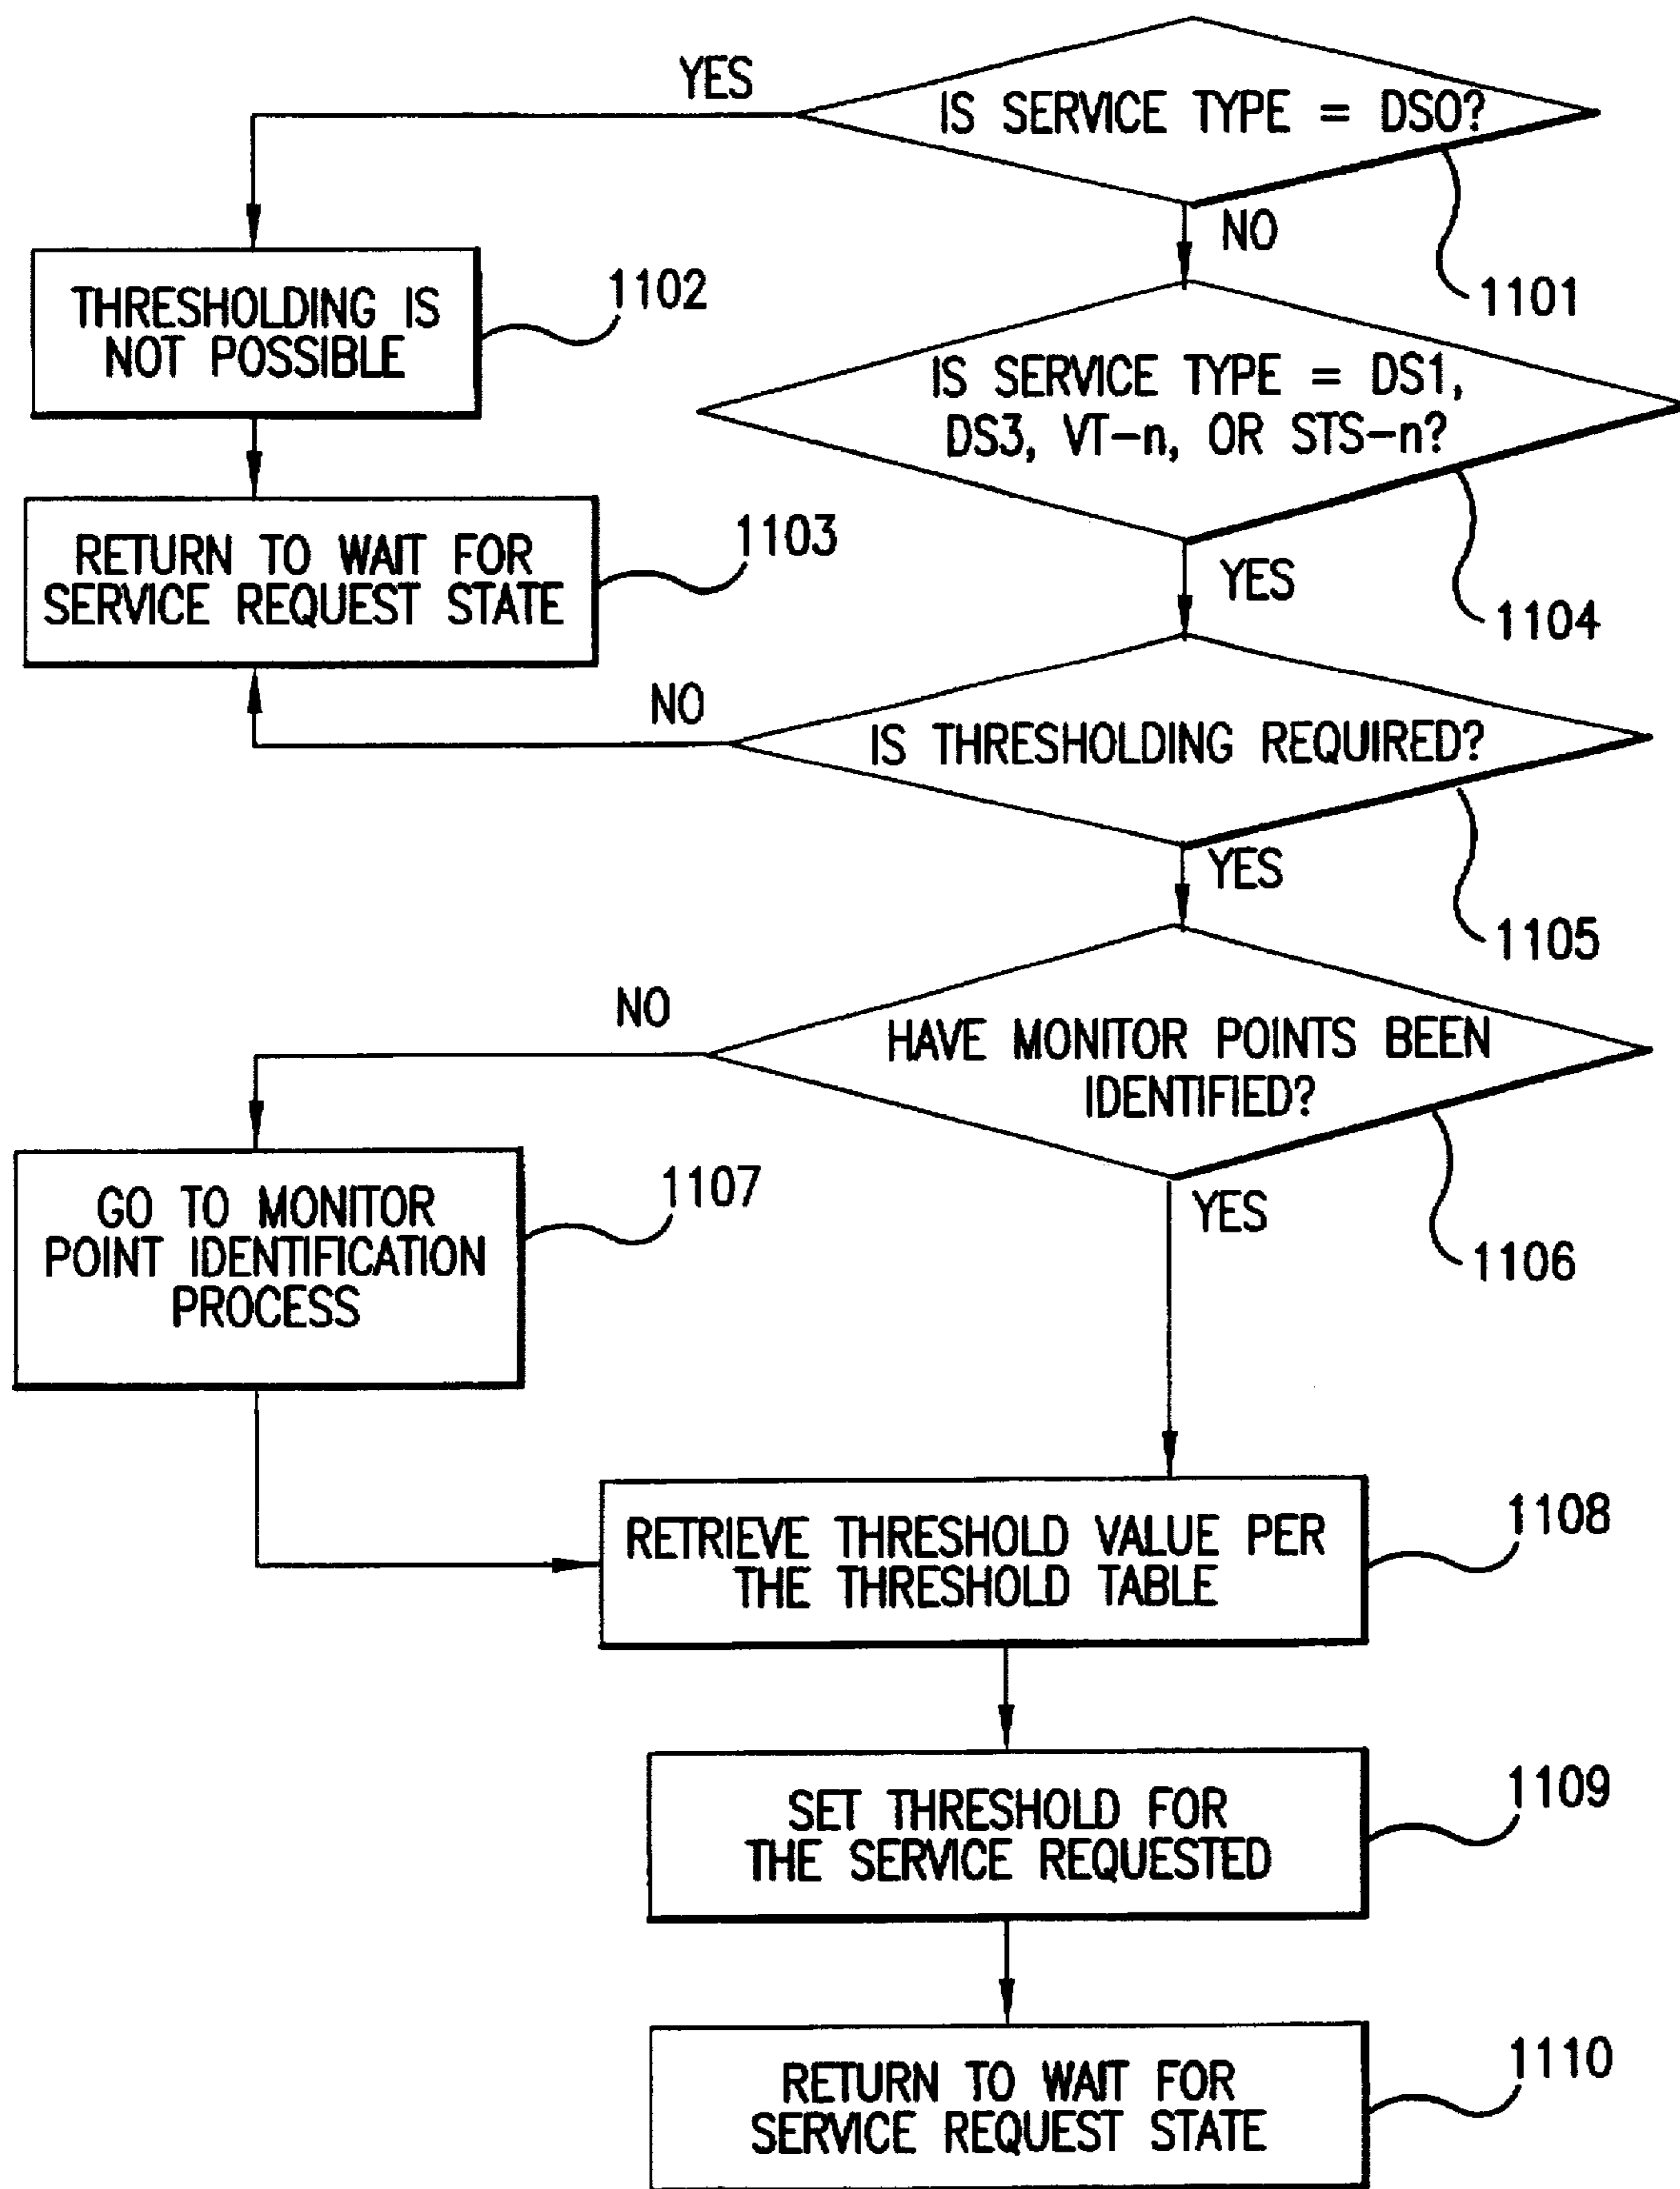 YES
IS SERVICE TYPE = DS0?
NO
1101
THRESHOLDING IS
NOT POSSIBLE
1102
IS SERVICE TYPE = DS1,
DS3, VT-n, OR STS-n?
RETURN TO WAIT FOR
SERVICE REQUEST STATE
1103
YES
1104
NO
IS THRESHOLDING REQUIRED?
YES
1105
NO
HAVE MONITOR POINTS BEEN
IDENTIFIED?
GO TO MONITOR
POINT IDENTIFICATION
PROCESS
1107
YES
1106
RETRIEVE THRESHOLD VALUE PER
THE THRESHOLD TABLE
1108
SET THRESHOLD FOR
THE SERVICE REQUESTED
1109
RETURN TO WAIT FOR
SERVICE REQUEST STATE
1110